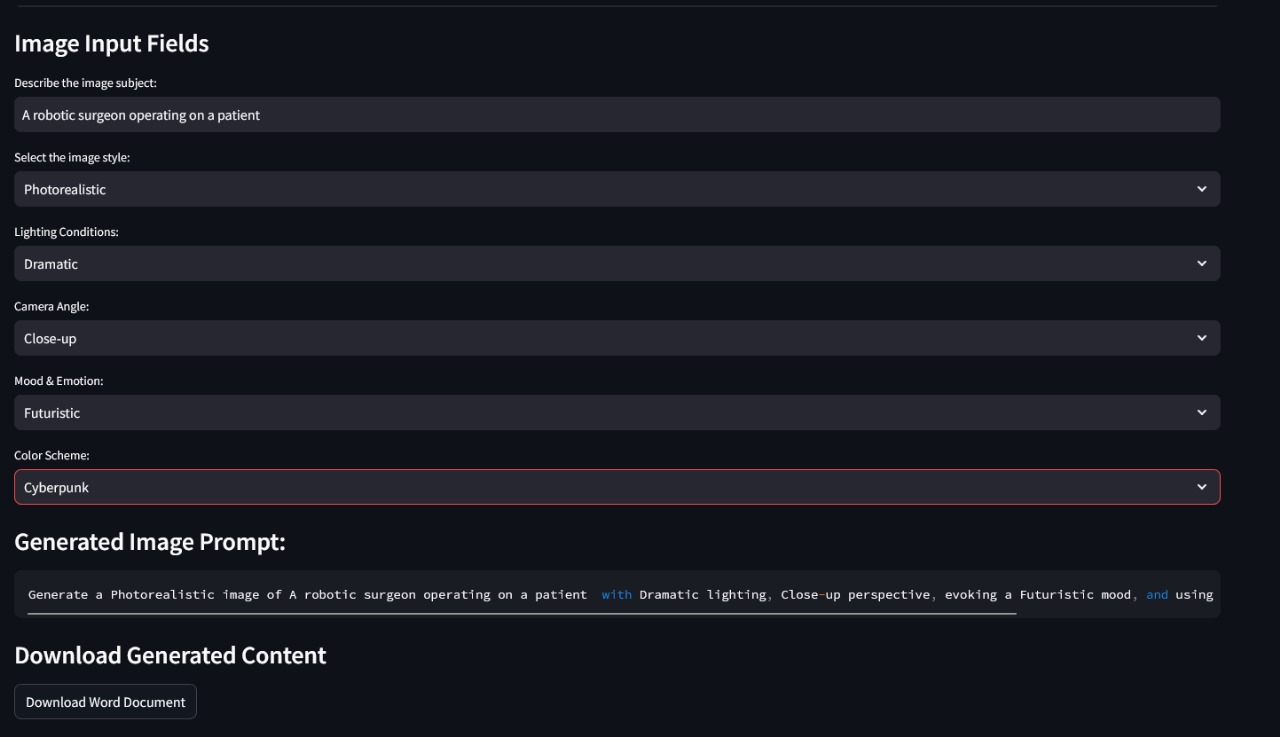 Image Input Fields
Describe the image subject:
A robotic surgeon operating on a patient
Select the image style:
Photorealistic
Lighting Conditions:
Dramatic
Camera Angle:
Close-up
Mood & Emotion:
Futuristic
Color Scheme:
Cyberpunk
Generated Image Prompt:
Generate a Photorealistic image of A robotic surgeon operating on a patient  with Dramatic lighting, Close-up perspective, evoking a Futuristic mood, and using
Download Generated Content
Download Word Document